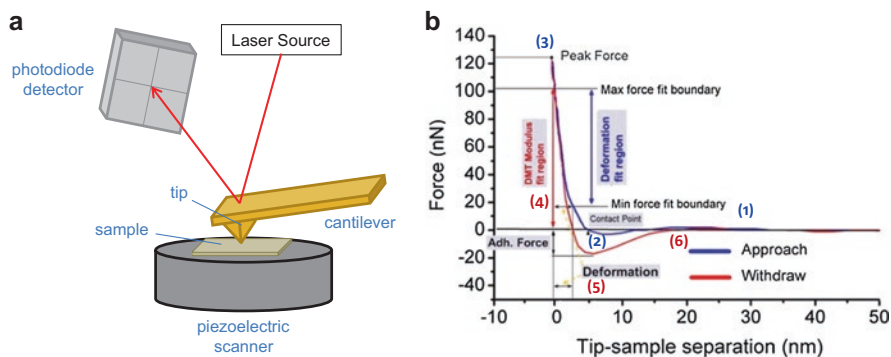 a
Laser Source
photodiode
detector
tip
cantilever
sample
piezoelectric
scanner
b
(3)
Peak Force
140
120
100
80
60
40
20
0
-20
-40
Force (nN)
Max force fit boundary
DMT Modulus
fit region
Deformation
fit region
(4)
Min force fit boundary
(1)
Contact Point
(2)
(6)
Adh. Force
Approach
Deformation
(5)
Withdraw
-10
0
10
20
30
40
50
Tip-sample separation (nm)